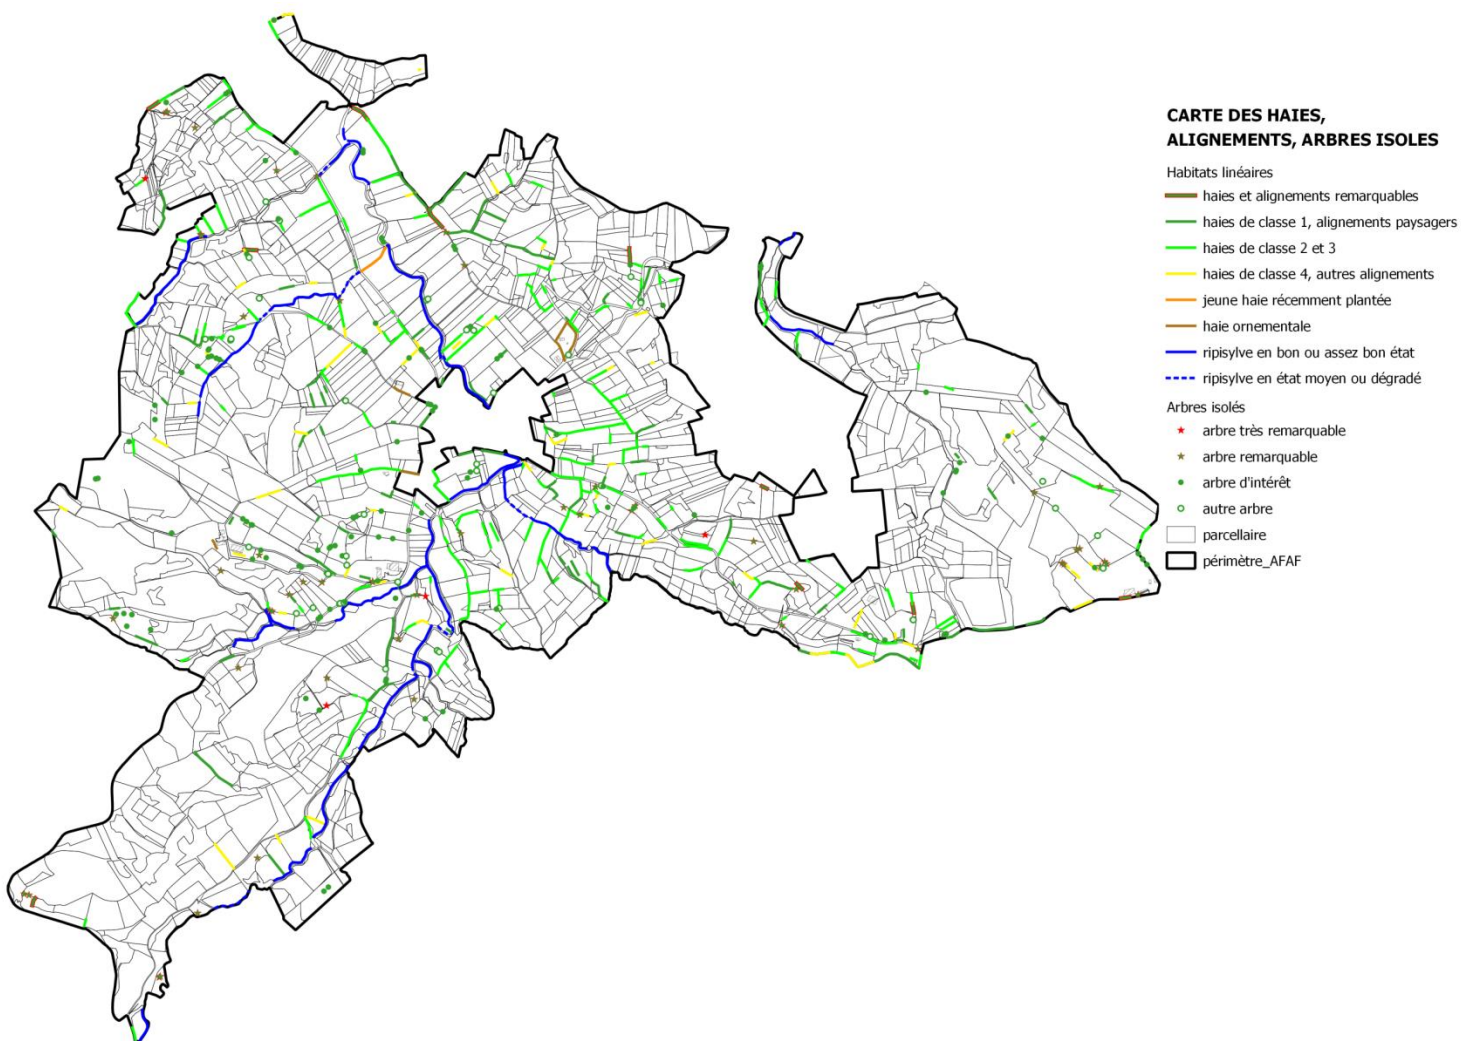 CARTE DES HAIES,
ALIGNEMENTS, ARBRES ISOLES
Habitats linéaires
haies et alignements remarquables
haies de classe 1, alignements paysagers
haies de classe 2 et 3
haies de classe 4, autres alignements
jeune haie récemment plantée
haie ornementale
ripisylve en bon ou assez bon état
ripisylve en état moyen ou dégradé
Arbres isolés
arbre très remarquable
arbre remarquable
arbre d'intérêt
autre arbre
parcellaire
périmètre_AFAF